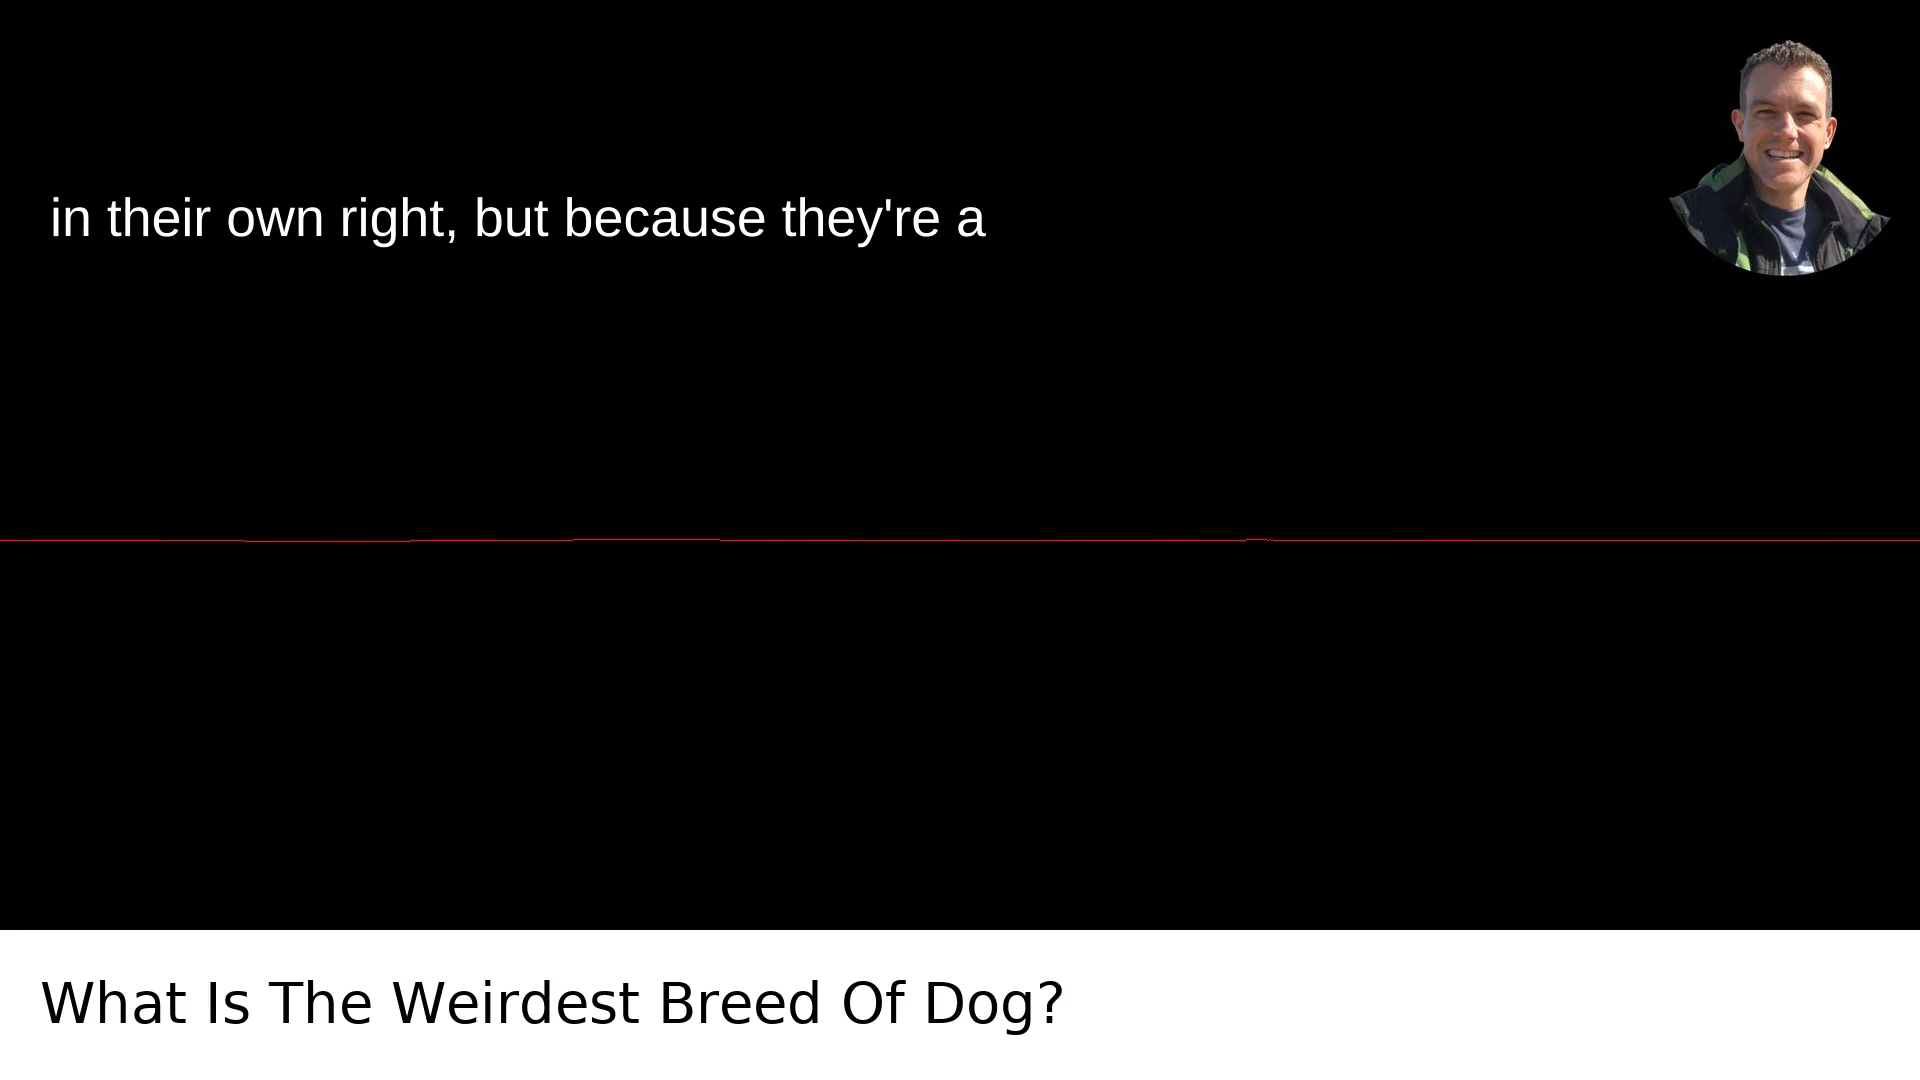 in their own right, but because they're a
What Is The Weirdest Breed Of Dog?